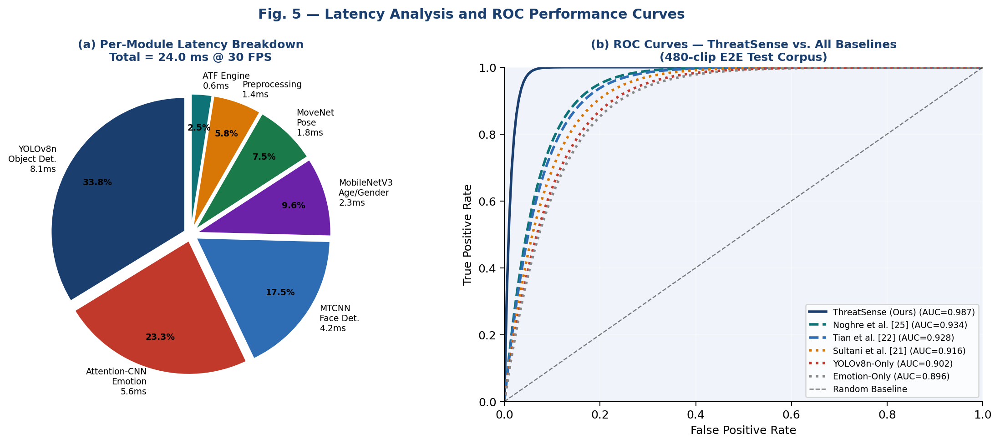 Fig. 5 — Latency Analysis and ROC Performance Curves
(a) Per-Module Latency Breakdown
Total = 24.0 ms @ 30 FPS
ATF Engine
0.6ms
Preprocessing
1.4ms
MoveNet
Pose
1.8ms
MobileNetV3
Age/Gender
2.3ms
MTCNN
Face Det.
4.2ms
Attention-CNN
Emotion
5.6ms
YOLOv8n
Object Det.
8.1ms
2.5%
5.8%
7.5%
9.6%
17.5%
23.3%
33.8%
(b) ROC Curves — ThreatSense vs. All Baselines
(480-clip E2E Test Corpus)
True Positive Rate
1.0
0.8
0.6
0.4
0.2
0.0
0.0
0.2
0.4
0.6
0.8
1.0
False Positive Rate
ThreatSense (Ours) (AUC=0.987)
Noghre et al. [25] (AUC=0.934)
Tian et al. [22] (AUC=0.928)
Sultani et al. [21] (AUC=0.916)
YOLOv8n-Only (AUC=0.902)
Emotion-Only (AUC=0.896)
Random Baseline